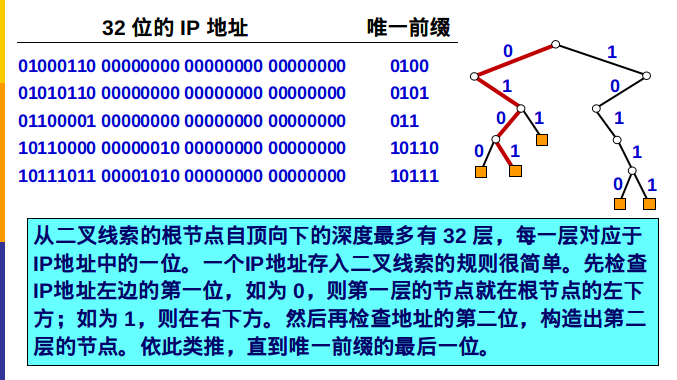 32 位的 IP 地址 唯一前缀
01000110 00000000 00000000 00000000 0100
01010110 00000000 00000000 00000000 0101
01100001 00000000 00000000 00000000 011
10110000 00000010 00000000 00000000 10110
10111011 00001010 00000000 00000000 10111
0 1
1 0
0 1 1
0 1 1
0 1
从二叉线索的根节点自顶向下的深度最多有 32 层，每一层对应于
IP地址中的一位。一个IP地址存入二叉线索的规则很简单。先检查
IP地址左边的第一位，如为 0，则第一层的节点就在根节点的左下
方；如为 1，则在右下方。然后再检查地址的第二位，构造出第二
层的节点。依此类推，直到唯一前缀的最后一位。